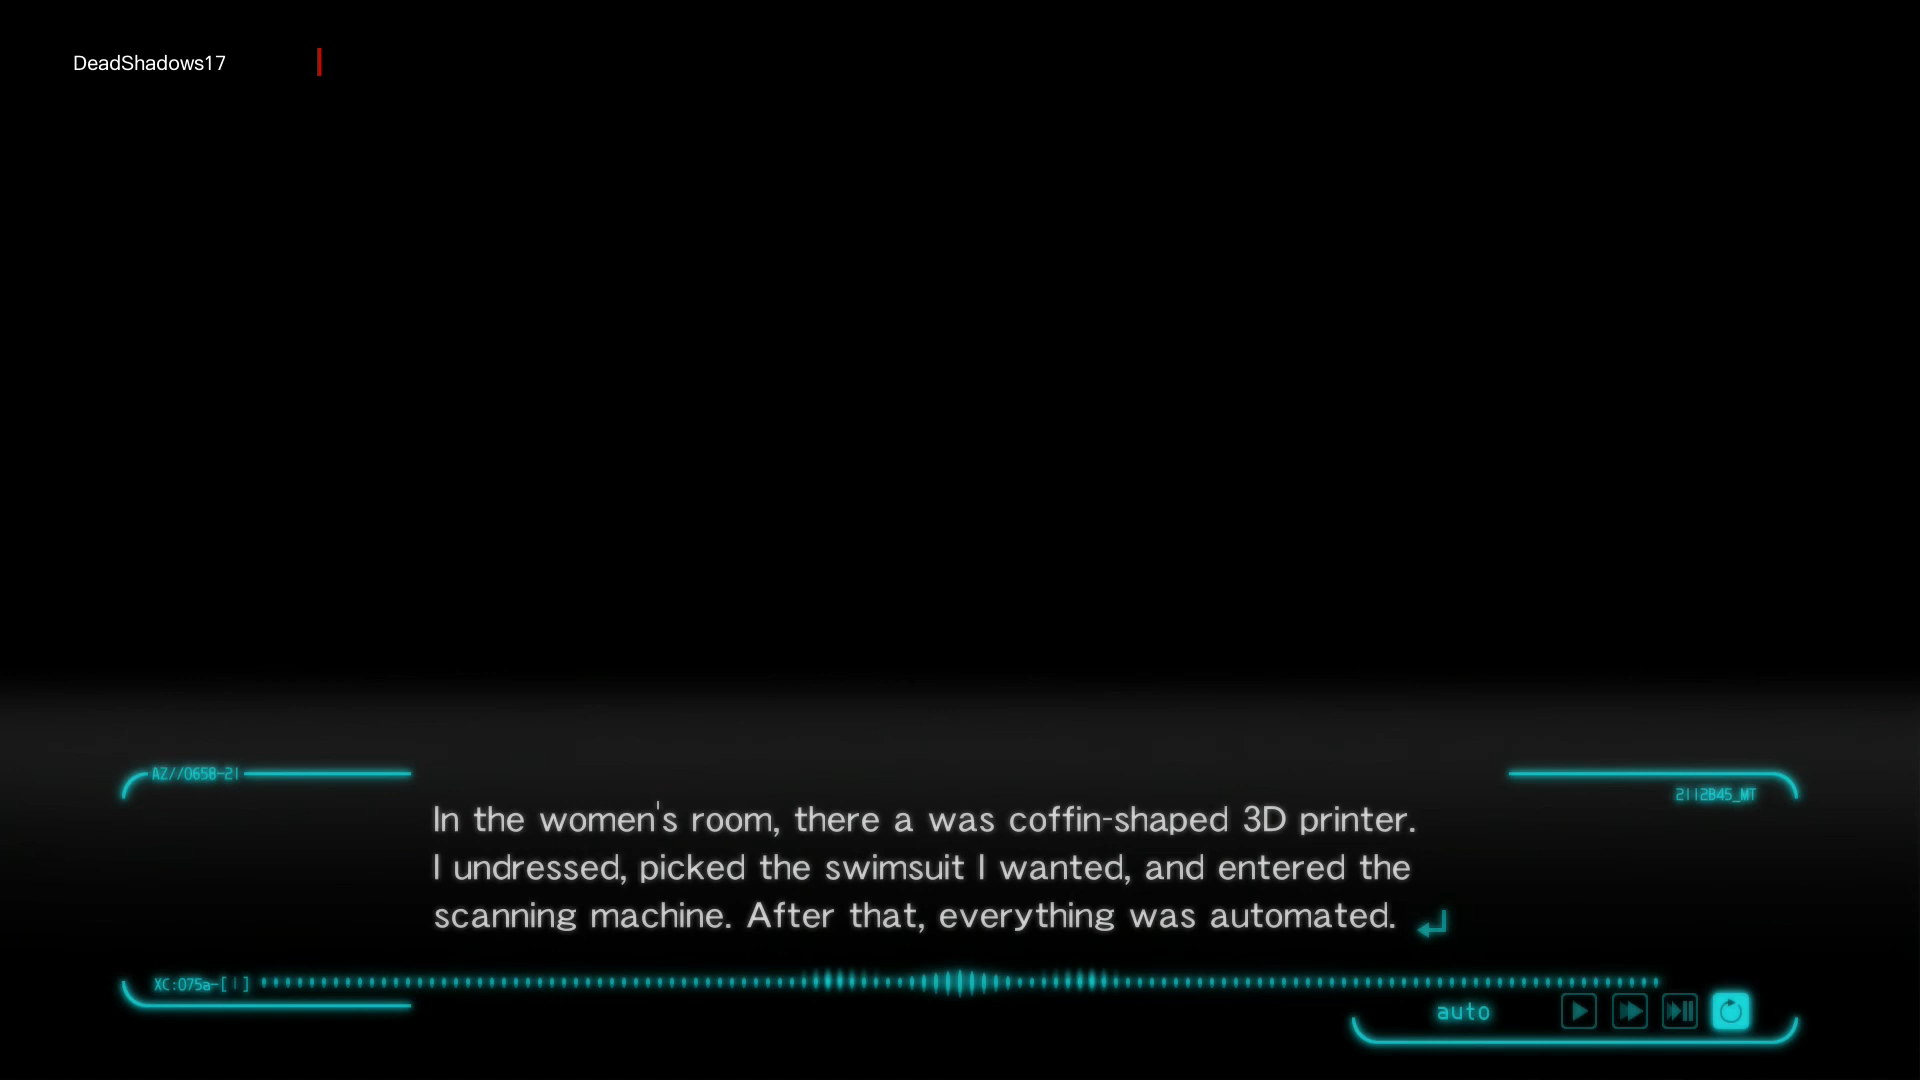 DeadShadows17
AZ//0658-21
2112B45_MT
In the women's room, there a was coffin-shaped 3D printer.
I undressed, picked the swimsuit I wanted, and entered the
scanning machine. After that, everything was automated.
XC:075a-[|]
auto